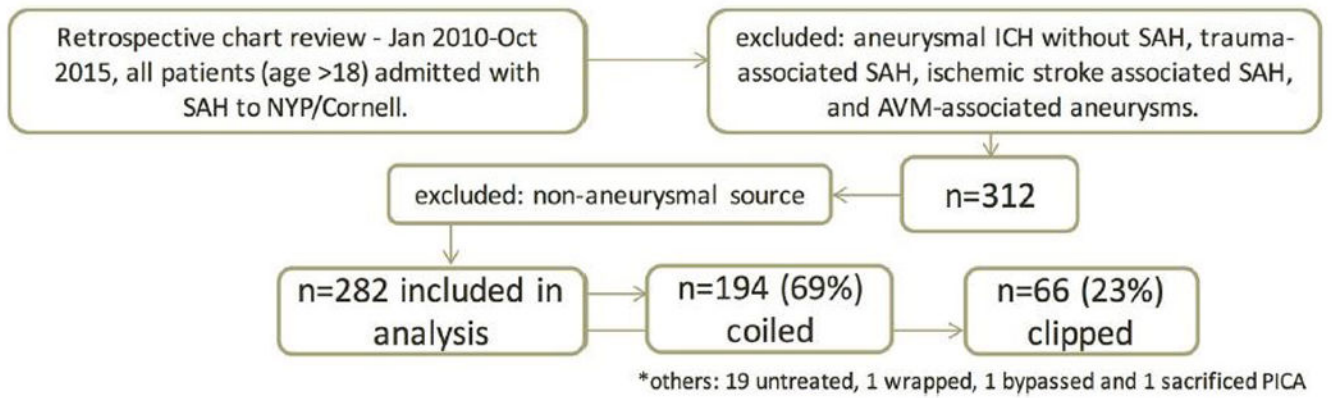 Retrospective chart review - Jan 2010-Oct
2015, all patients (age >18) admitted with
SAH to NYP/Cornell.
excluded: aneurysmal ICH without SAH, trauma-
associated SAH, ischemic stroke associated SAH,
and AVM-associated aneurysms.
n=312
excluded: non-aneurysmal source
n=282 included in
analysis
n=194 (69%)
coiled
n=66 (23%)
clipped
*others: 19 untreated, 1 wrapped, 1 bypassed and 1 sacrificed PICA